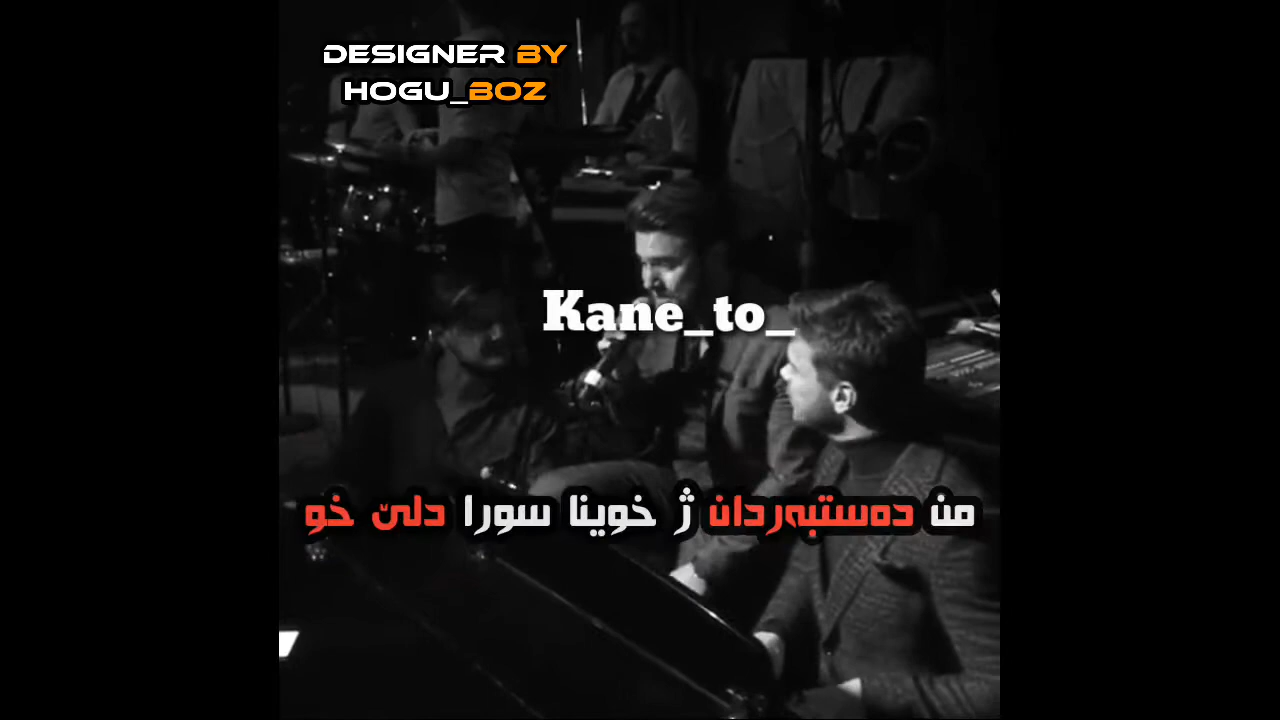 DESIGNER BY
HOGU_BOZ
Kane_to_
من دەستبەردان ژ خوینا سورا دلێ خو